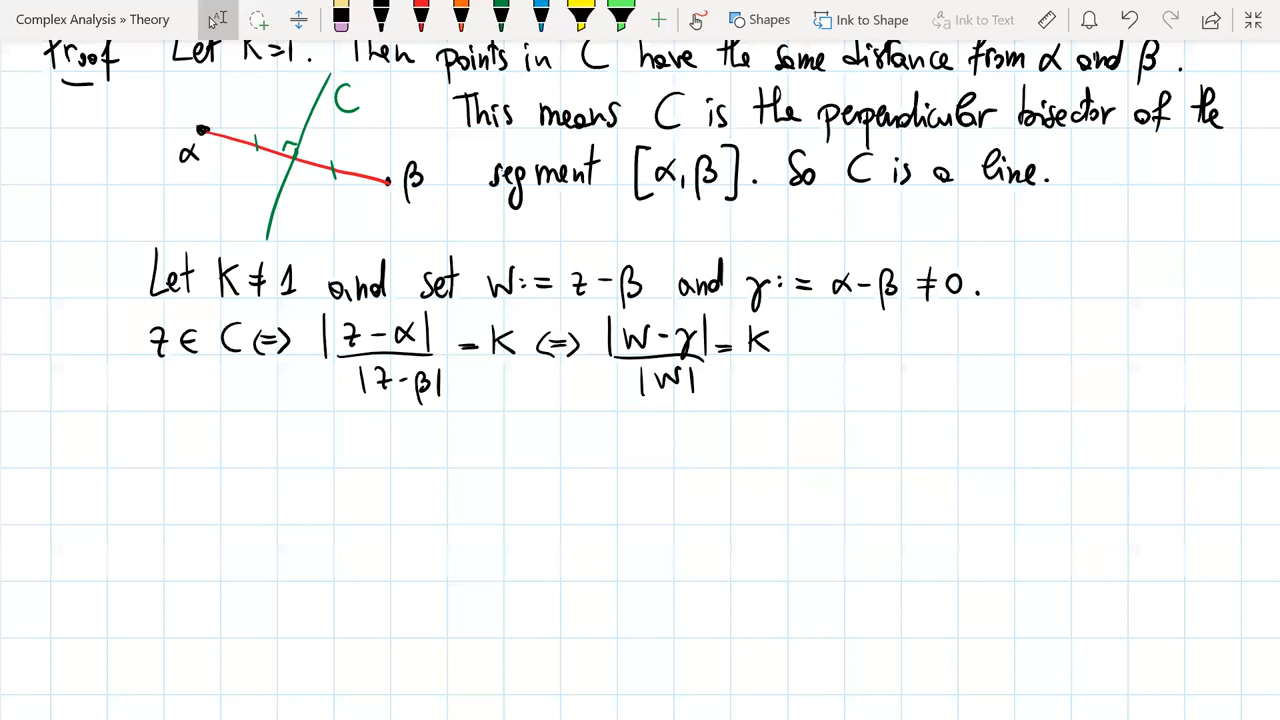 Complex Analysis » Theory
Shapes
Ink to Shape
Ink to Text
Proof Let K=1. Then points in C have the same distance from α and β.
C
This means C is the perpendicular bisector of the
α
β
segment [α, β]. So C is a line.
Let K ≠ 1 and set w := z - β and γ := α - β ≠ 0.
z ∈ C ⇔ |z - α| / |z - β| = K ⇔ |w - γ| / |w| = K